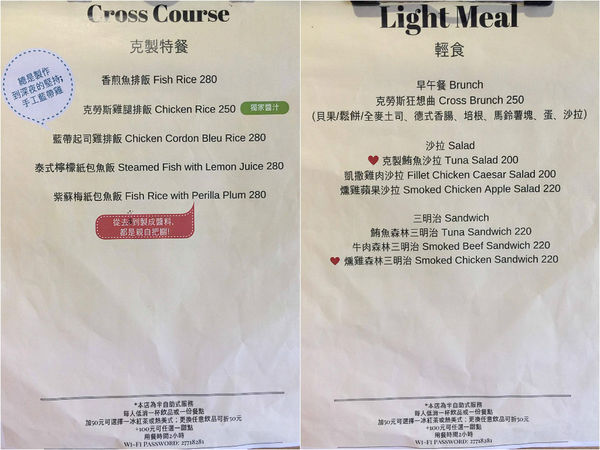 Cross Course
克製特餐
總是製作
到深夜的堅持,
手工藍帶雞
香煎魚排飯 Fish Rice 280
克勞斯雞腿排飯 Chicken Rice 250
獨家醬汁
藍帶起司雞排飯 Chicken Cordon Bleu Rice 280
泰式檸檬紙包魚飯 Steamed Fish with Lemon Juice 280
紫蘇梅紙包魚飯 Fish Rice with Perilla Plum 280
到製成醬料,
都是親自把關!
*本店為半自助式服務
每人低消一杯飲品或一份餐點
加50元可選擇一冰紅茶或熱美式;更換任意飲品可折50元
+100元可任選一甜點
用餐時間2小時
WI-FI PASSWORD: 27718281
Light Meal
輕食
早午餐 Brunch
克勞斯狂想曲 Cross Brunch 250
(貝果/鬆餅/全麥土司、德式香腸、培根、馬鈴薯塊、蛋、沙拉)
沙拉 Salad
克製鮪魚沙拉 Tuna Salad 200
凱撒雞肉沙拉 Fillet Chicken Caesar Salad 200
燻雞蘋果沙拉 Smoked Chicken Apple Salad 220
三明治 Sandwich
鮪魚森林三明治 Tuna Sandwich 220
牛肉森林三明治 Smoked Beef Sandwich 220
燻雞森林三明治 Smoked Chicken Sandwich 220
*本店為半自助式服務
每人低消一杯飲品或一份餐點
加50元可選擇一冰紅茶或熱美式;更換任意飲品可折50元
+100元可任選一甜點
用餐時間2小時
WI-FI PASSWORD: 27718281